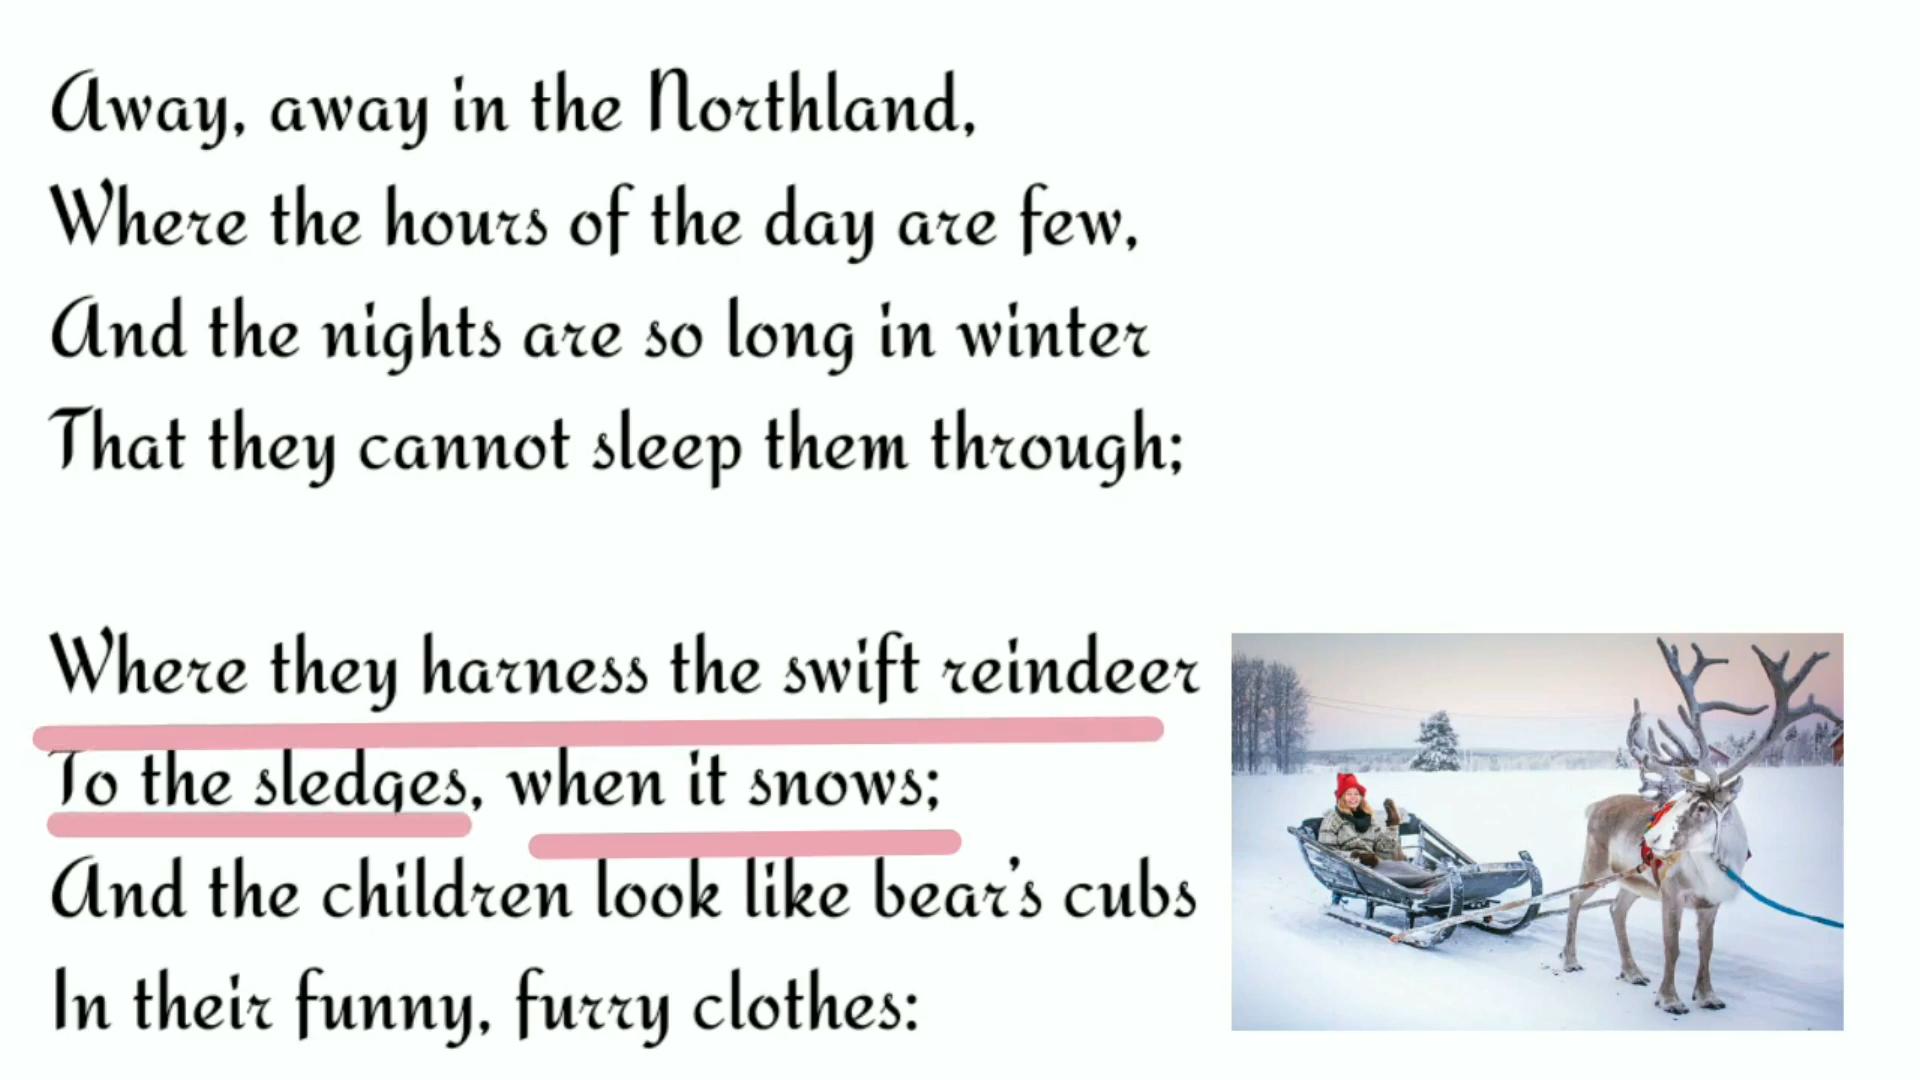 Away, away in the Northland,
Where the hours of the day are few,
And the nights are so long in winter
That they cannot sleep them through;
Where they harness the swift reindeer
To the sledges, when it snows;
And the children look like bear's cubs
In their funny, furry clothes: